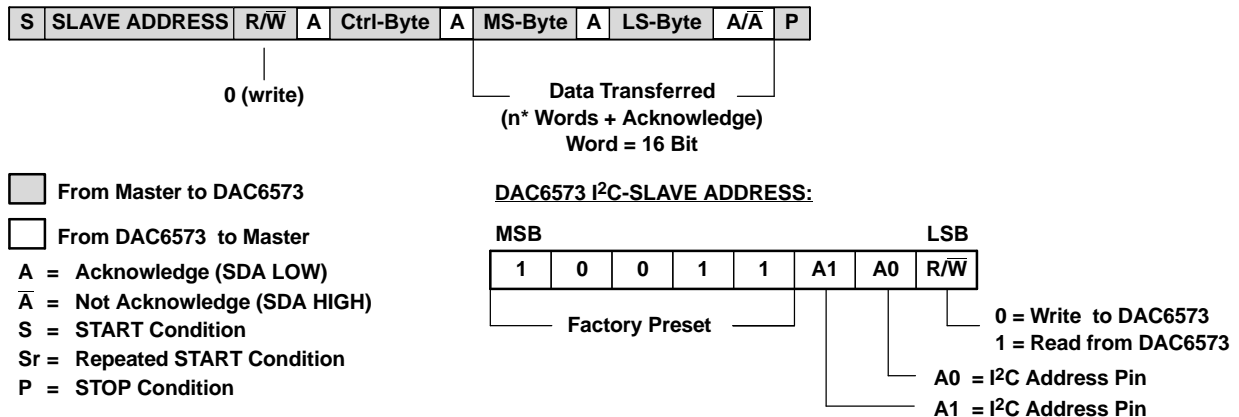 S SLAVE ADDRESS R/W̅ A Ctrl-Byte A MS-Byte A LS-Byte A/A̅ P
0 (write)
Data Transferred
(n* Words + Acknowledge)
Word = 16 Bit
From Master to DAC6573
From DAC6573 to Master
A = Acknowledge (SDA LOW)
A̅ = Not Acknowledge (SDA HIGH)
S = START Condition
Sr = Repeated START Condition
P = STOP Condition
DAC6573 I²C-SLAVE ADDRESS:
MSB LSB
1 0 0 1 1 A1 A0 R/W̅
Factory Preset
0 = Write to DAC6573
1 = Read from DAC6573
A0 = I²C Address Pin
A1 = I²C Address Pin